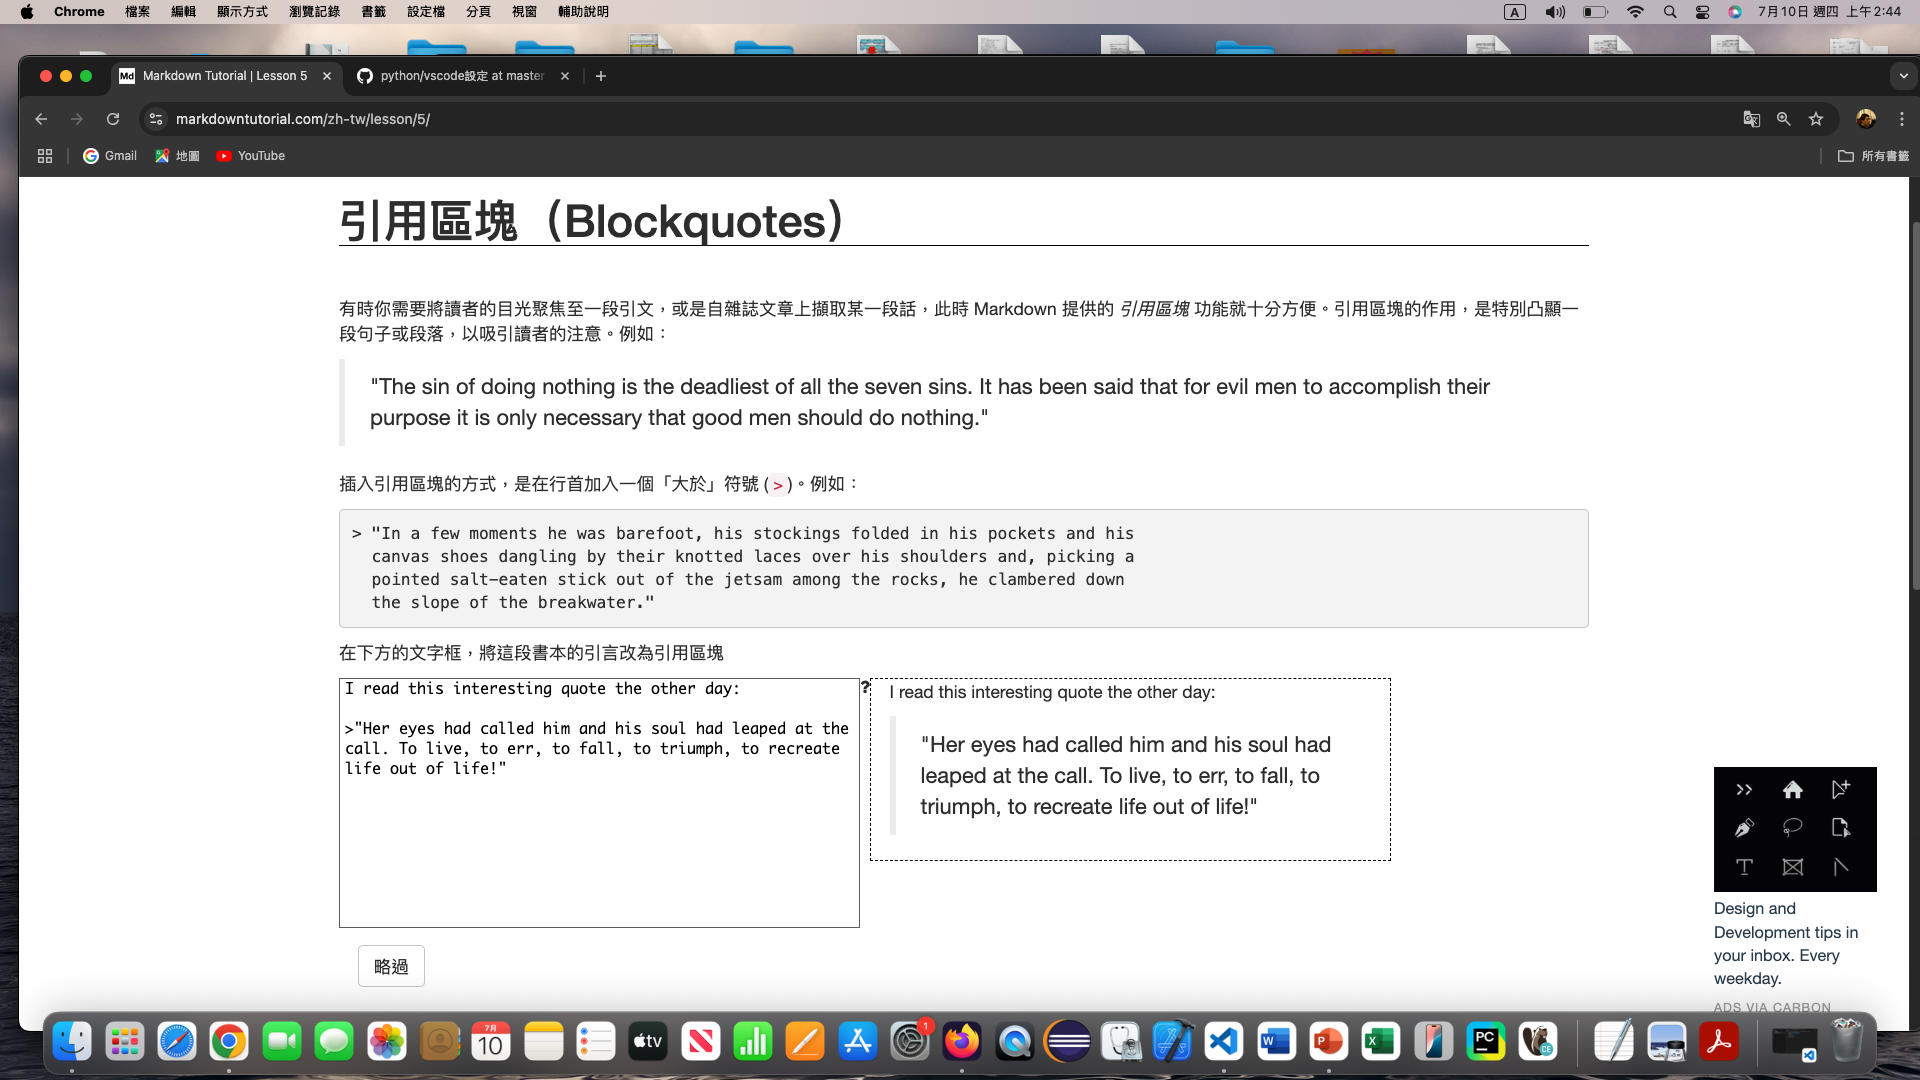 Chrome 檔案 編輯 顯示方式 瀏覽記錄 書籤 設定檔 分頁 視窗 輔助說明 A 7月10日 週四 上午2:44
Md Markdown Tutorial | Lesson 5 python/vscode設定 at master
markdowntutorial.com/zh-tw/lesson/5/
Gmail 地圖 YouTube 所有書籤
引用區塊（Blockquotes）
有時你需要將讀者的目光聚焦至一段引文，或是自雜誌文章上擷取某一段話，此時 Markdown 提供的 引用區塊 功能就十分方便。引用區塊的作用，是特別凸顯一
段句子或段落，以吸引讀者的注意。例如：
"The sin of doing nothing is the deadliest of all the seven sins. It has been said that for evil men to accomplish their
purpose it is only necessary that good men should do nothing."
插入引用區塊的方式，是在行首加入一個「大於」符號 (>)。例如：
> "In a few moments he was barefoot, his stockings folded in his pockets and his
canvas shoes dangling by their knotted laces over his shoulders and, picking a
pointed salt-eaten stick out of the jetsam among the rocks, he clambered down
the slope of the breakwater."
在下方的文字框，將這段書本的引言改為引用區塊
I read this interesting quote the other day:
>"Her eyes had called him and his soul had leaped at the
call. To live, to err, to fall, to triumph, to recreate
life out of life!"
?
I read this interesting quote the other day:
"Her eyes had called him and his soul had
leaped at the call. To live, to err, to fall, to
triumph, to recreate life out of life!"
略過
Design and
Development tips in
your inbox. Every
weekday.
ADS VIA CARBON
7月
10
tv
1
W
P
X
PC
CE